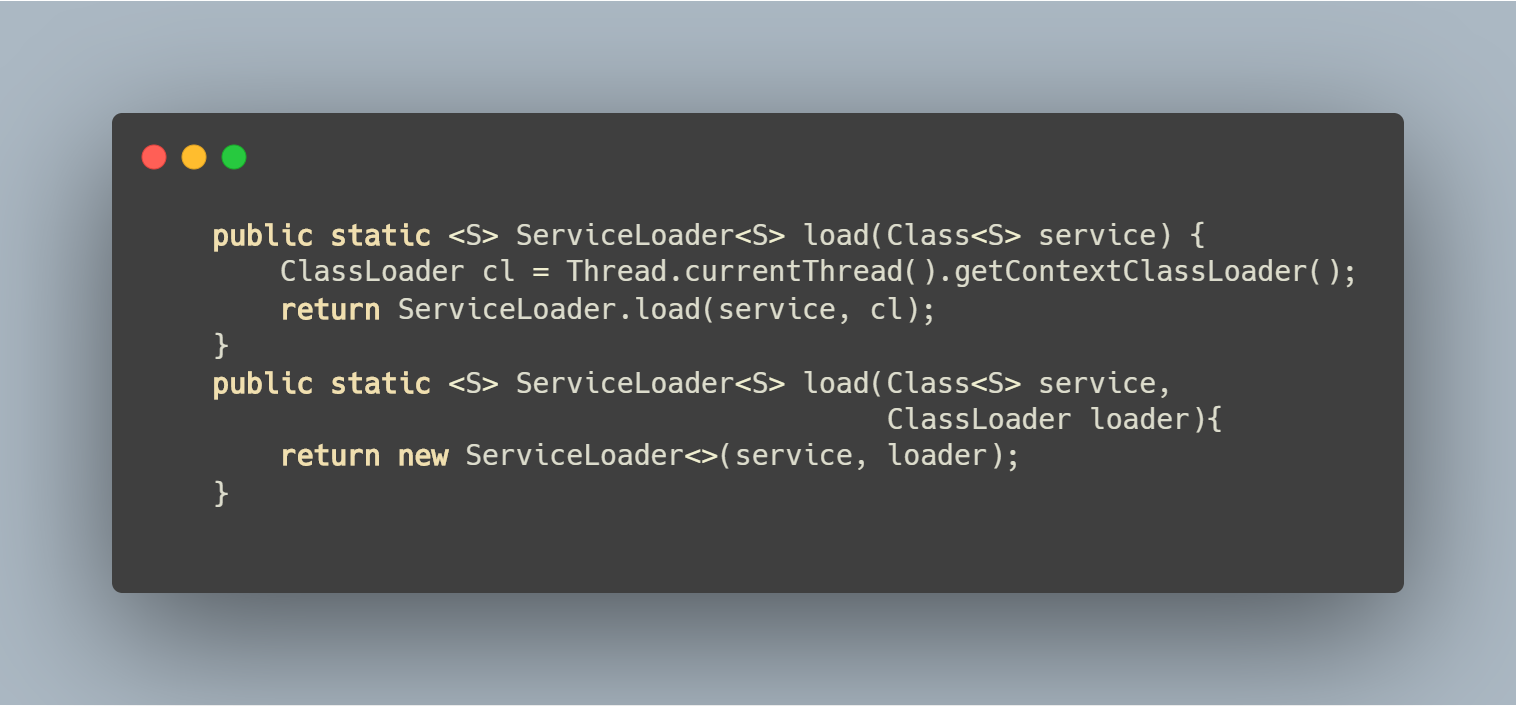 public static <S> ServiceLoader<S> load(Class<S> service) {
    ClassLoader cl = Thread.currentThread().getContextClassLoader();
    return ServiceLoader.load(service, cl);
}
public static <S> ServiceLoader<S> load(Class<S> service,
                                        ClassLoader loader){
    return new ServiceLoader<>(service, loader);
}